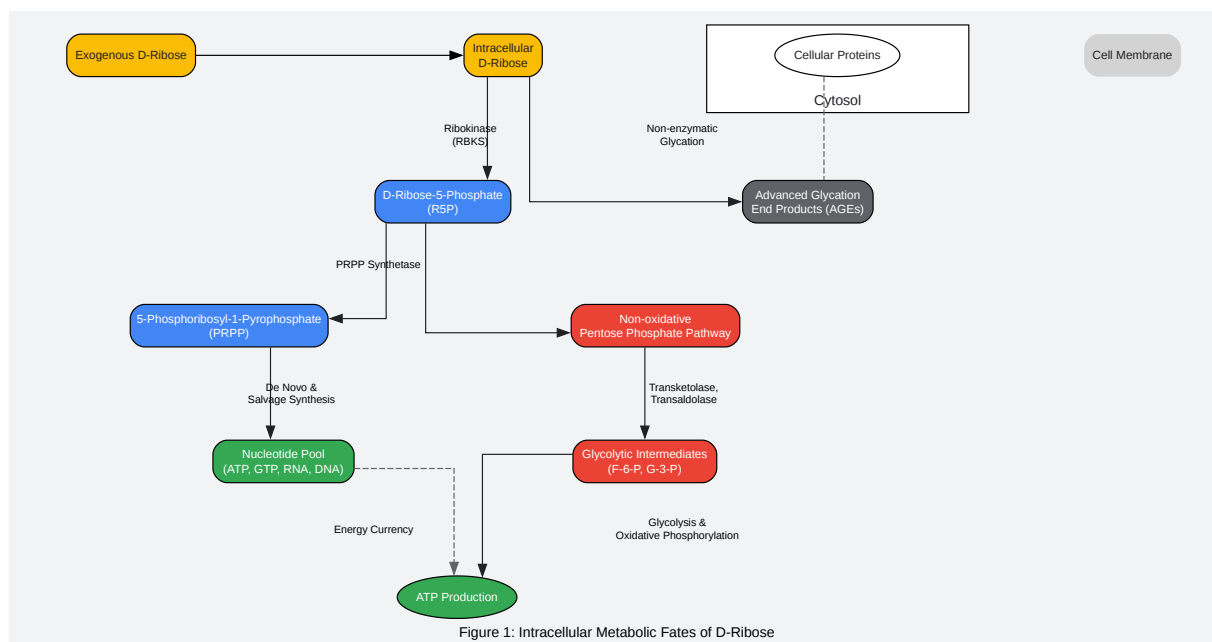 Exogenous D-Ribose
Intracellular
D-Ribose
Cellular Proteins
Cytosol
Cell Membrane
Ribokinase
(RBKS)
Non-enzymatic
Glycation
D-Ribose-5-Phosphate
(R5P)
Advanced Glycation
End Products (AGEs)
PRPP Synthetase
5-Phosphoribosyl-1-Pyrophosphate
(PRPP)
Non-oxidative
Pentose Phosphate Pathway
De Novo &
Salvage Synthesis
Transketolase,
Transaldolase
Nucleotide Pool
(ATP, GTP, RNA, DNA)
Glycolytic Intermediates
(F-6-P, G-3-P)
Energy Currency
Glycolysis &
Oxidative Phosphorylation
ATP Production
Figure 1: Intracellular Metabolic Fates of D-Ribose